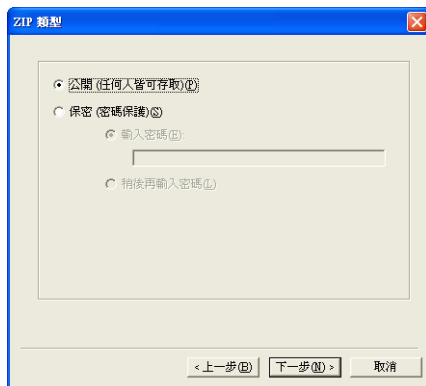 ZIP 類型
公開 (任何人皆可存取)(P)
保密 (密碼保護)(S)
輸入密碼(E):
稍後再輸入密碼(L)
<上一步(B)
下一步(N) >
取消